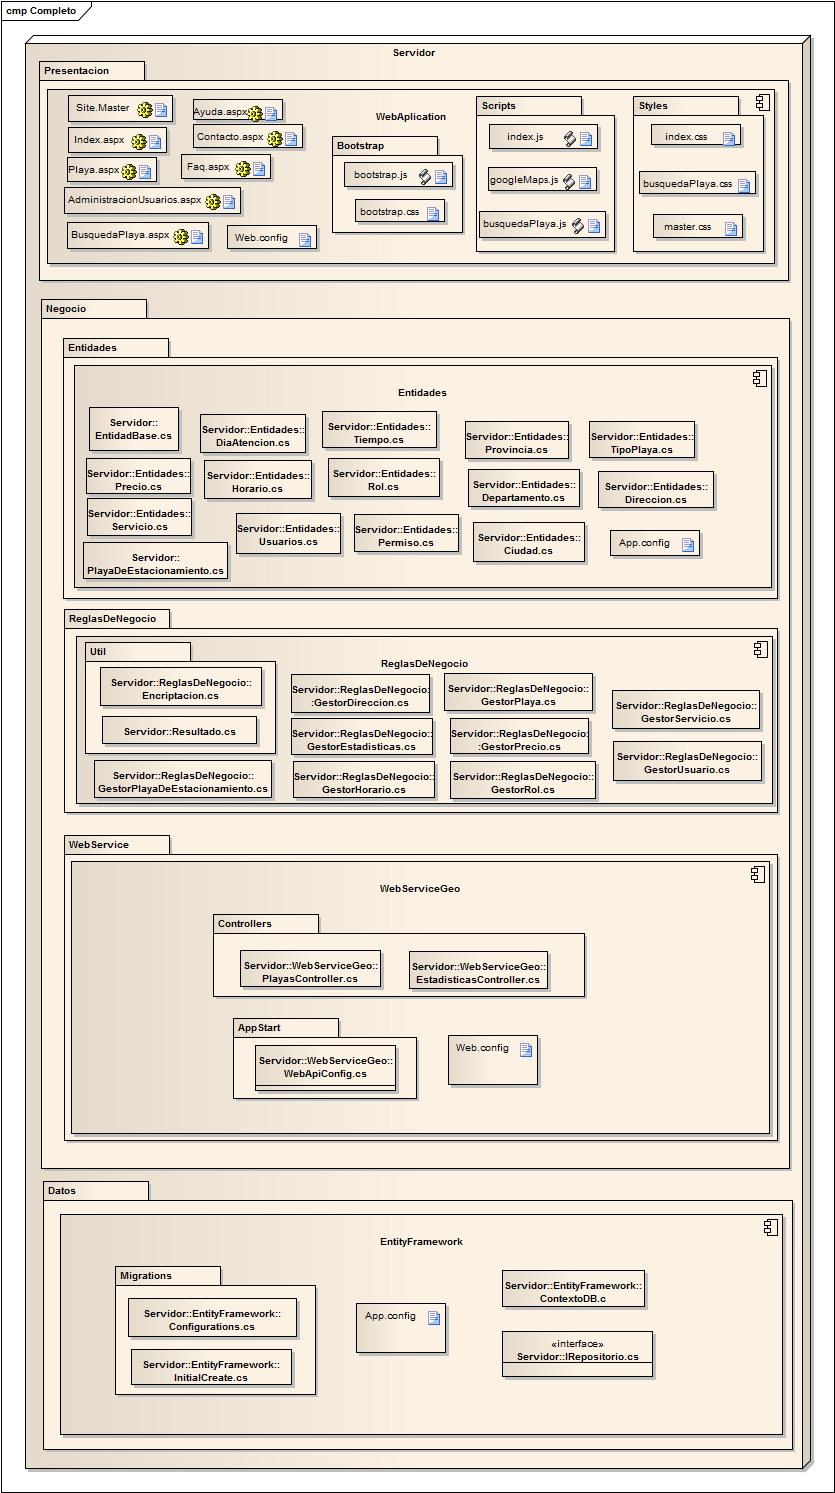 cmp Completo
Servidor
Presentacion
WebAplication
Site.Master
Ayuda.aspx
Index.aspx
Contacto.aspx
Playa.aspx
Faq.aspx
AdministracionUsuarios.aspx
BusquedaPlaya.aspx
Web.config
Bootstrap
bootstrap.js
bootstrap.css
Scripts
index.js
googleMaps.js
busquedaPlaya.js
Styles
index.css
busquedaPlaya.css
master.css
Negocio
Entidades
Entidades
Servidor::
EntidadBase.cs
Servidor::Entidades::
DiaAtencion.cs
Servidor::Entidades::
Tiempo.cs
Servidor::Entidades::
Provincia.cs
Servidor::Entidades::
TipoPlaya.cs
Servidor::Entidades::
Precio.cs
Servidor::Entidades::
Horario.cs
Servidor::Entidades::
Rol.cs
Servidor::Entidades::
Departamento.cs
Servidor::Entidades::
Direccion.cs
Servidor::Entidades::
Servicio.cs
Servidor::Entidades::
Usuarios.cs
Servidor::Entidades::
Permiso.cs
Servidor::Entidades::
Ciudad.cs
App.config
Servidor::
PlayaDeEstacionamiento.cs
ReglasDeNegocio
ReglasDeNegocio
Util
Servidor::ReglasDeNegocio::
Encriptacion.cs
Servidor::Resultado.cs
Servidor::ReglasDeNegocio::
GestorPlayaDeEstacionamiento.cs
Servidor::ReglasDeNegocio:
:GestorDireccion.cs
Servidor::ReglasDeNegocio::
GestorPlaya.cs
Servidor::ReglasDeNegocio::
GestorServicio.cs
Servidor::ReglasDeNegocio::
GestorEstadisticas.cs
Servidor::ReglasDeNegocio:
:GestorPrecio.cs
Servidor::ReglasDeNegocio::
GestorUsuario.cs
Servidor::ReglasDeNegocio::
GestorHorario.cs
Servidor::ReglasDeNegocio::
GestorRol.cs
WebService
WebServiceGeo
Controllers
Servidor::WebServiceGeo::
PlayasController.cs
Servidor::WebServiceGeo::
EstadisticasController.cs
AppStart
Servidor::WebServiceGeo::
WebApiConfig.cs
Web.config
Datos
EntityFramework
Migrations
Servidor::EntityFramework::
Configurations.cs
Servidor::EntityFramework::
InitialCreate.cs
App.config
Servidor::EntityFramework::
ContextoDB.c
«interface»
Servidor::IRepositorio.cs